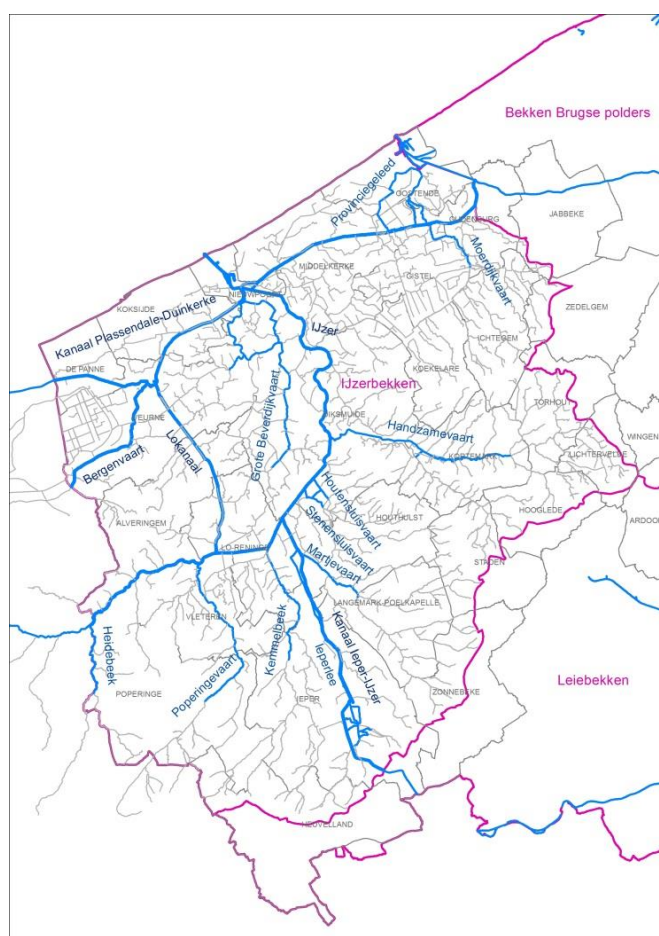 Bekken Brugse polders
Provinciegeleed
OOSTENDE
OUDENBURG
JABBEKE
Moerdijkvaart
MIDDELKERKE
GISTEL
ZEDELGEM
NIEUWPOORT
KOKSIJDE
IJzer
ICHTEGEM
Kanaal Plassendale-Duinkerke
DE PANNE
KOEKELARE
IJzerbekken
TORHOUT
VEURNE
Grote Beverdijkvaart
DIKSMUIDE
Handzamevaart
WINGEN
Lokanaal
Bergenvaart
KORTEMARK
LICHTERVELDE
Houtensluisvaart
Stenensluisvaart
HOOGLEDE
ALVERINGEM
HOUTHULST
ARDOOI
LO-RENINGE
Martjevaart
STADEN
LANGEMARK-POELKAPELLE
VLETEREN
Kemmelbeek
Kanaal Ieper-IJzer
Ieperlee
Heidebeek
Poperingevaart
ZONNEBEKE
Leiebekken
POPERINGE
IEPER
HEUVELLAND